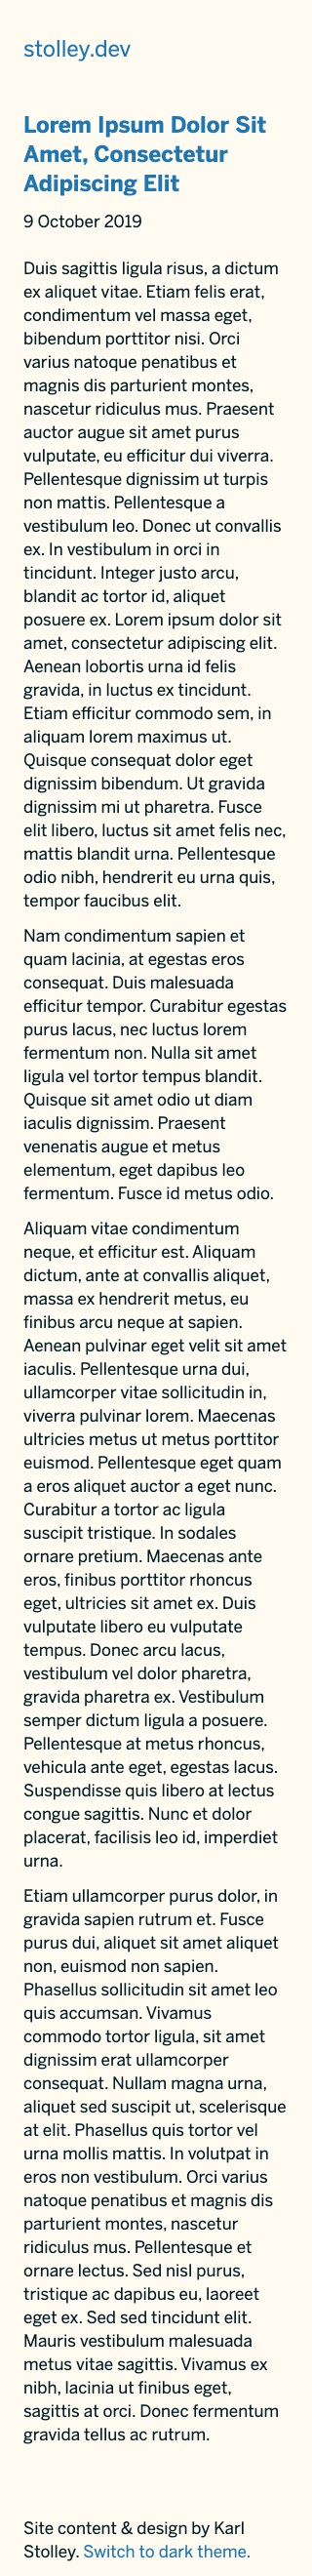 stolley.dev
Lorem Ipsum Dolor Sit
Amet, Consectetur
Adipiscing Elit
9 October 2019
Duis sagittis ligula risus, a dictum
ex aliquet vitae. Etiam felis erat,
condimentum vel massa eget,
bibendum porttitor nisi. Orci
varius natoque penatibus et
magnis dis parturient montes,
nascetur ridiculus mus. Praesent
auctor augue sit amet purus
vulputate, eu efficitur dui viverra.
Pellentesque dignissim ut turpis
non mattis. Pellentesque a
vestibulum leo. Donec ut convallis
ex. In vestibulum in orci in
tincidunt. Integer justo arcu,
blandit ac tortor id, aliquet
posuere ex. Lorem ipsum dolor sit
amet, consectetur adipiscing elit.
Aenean lobortis urna id felis
gravida, in luctus ex tincidunt.
Etiam efficitur commodo sem, in
aliquam lorem maximus ut.
Quisque consequat dolor eget
dignissim bibendum. Ut gravida
dignissim mi ut pharetra. Fusce
elit libero, luctus sit amet felis nec,
mattis blandit urna. Pellentesque
odio nibh, hendrerit eu urna quis,
tempor faucibus elit.
Nam condimentum sapien et
quam lacinia, at egestas eros
consequat. Duis malesuada
efficitur tempor. Curabitur egestas
purus lacus, nec luctus lorem
fermentum non. Nulla sit amet
ligula vel tortor tempus blandit.
Quisque sit amet odio ut diam
iaculis dignissim. Praesent
venenatis augue et metus
elementum, eget dapibus leo
fermentum. Fusce id metus odio.
Aliquam vitae condimentum
neque, et efficitur est. Aliquam
dictum, ante at convallis aliquet,
massa ex hendrerit metus, eu
finibus arcu neque at sapien.
Aenean pulvinar eget velit sit amet
iaculis. Pellentesque urna dui,
ullamcorper vitae sollicitudin in,
viverra pulvinar lorem. Maecenas
ultricies metus ut metus porttitor
euismod. Pellentesque eget quam
a eros aliquet auctor a eget nunc.
Curabitur a tortor ac ligula
suscipit tristique. In sodales
ornare pretium. Maecenas ante
eros, finibus porttitor rhoncus
eget, ultricies sit amet ex. Duis
vulputate libero eu vulputate
tempus. Donec arcu lacus,
vestibulum vel dolor pharetra,
gravida pharetra ex. Vestibulum
semper dictum ligula a posuere.
Pellentesque at metus rhoncus,
vehicula ante eget, egestas lacus.
Suspendisse quis libero at lectus
congue sagittis. Nunc et dolor
placerat, facilisis leo id, imperdiet
urna.
Etiam ullamcorper purus dolor, in
gravida sapien rutrum et. Fusce
purus dui, aliquet sit amet aliquet
non, euismod non sapien.
Phasellus sollicitudin sit amet leo
quis accumsan. Vivamus
commodo tortor ligula, sit amet
dignissim erat ullamcorper
consequat. Nullam magna urna,
aliquet sed suscipit ut, scelerisque
at elit. Phasellus quis tortor vel
urna mollis mattis. In volutpat in
eros non vestibulum. Orci varius
natoque penatibus et magnis dis
parturient montes, nascetur
ridiculus mus. Pellentesque et
ornare lectus. Sed nisl purus,
tristique ac dapibus eu, laoreet
eget ex. Sed sed tincidunt elit.
Mauris vestibulum malesuada
metus vitae sagittis. Vivamus ex
nibh, lacinia ut finibus eget,
sagittis at orci. Donec fermentum
gravida tellus ac rutrum.
Site content & design by Karl
Stolley. Switch to dark theme.